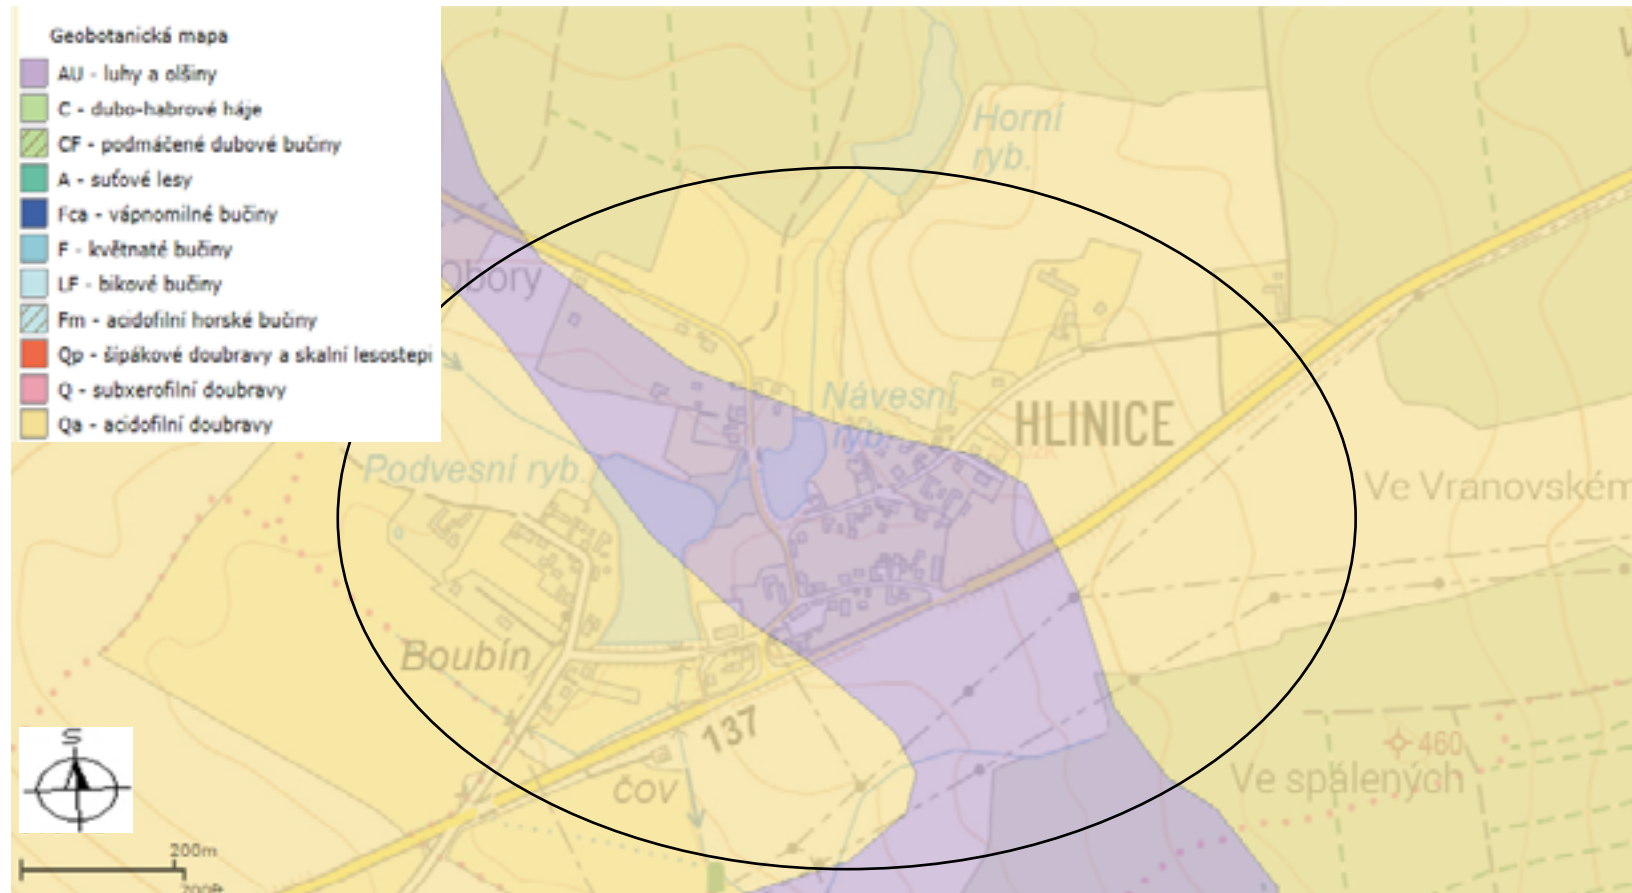 Geobotanická mapa
AU - luhy a olšiny
C - dubo-habrové háje
CF - podmáčené dubové bučiny
A - suťové lesy
Fca - vápnomilné bučiny
F - květnaté bučiny
LF - bikové bučiny
Fm - acidofilní horské bučiny
Qp - šipákové doubravy a skalní lesostepi
Q - subxerofilní doubravy
Qa - acidofilní doubravy
Horní
ryb.
Obory
Návesní
ryb.
HLINICE
Podvesní ryb.
Ve Vranovském
Boubín
137
460
Ve spálených
čov
S
200m
700ft